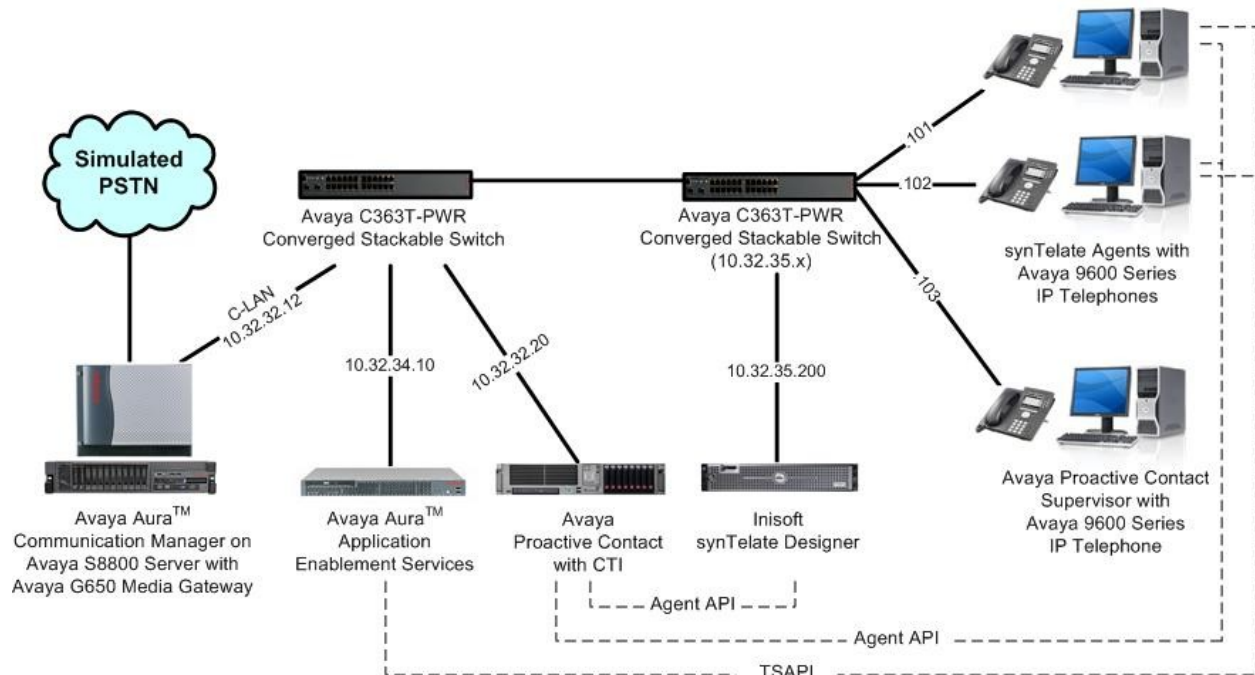 Simulated
PSTN
Avaya C363T-PWR
Converged Stackable Switch
Avaya C363T-PWR
Converged Stackable Switch
(10.32.35.x)
.101
.102
.103
synTelate Agents with
Avaya 9600 Series
IP Telephones
C-LAN
10.32.32.12
10.32.34.10
10.32.32.20
10.32.35.200
Avaya Aura™
Communication Manager on
Avaya S8800 Server with
Avaya G650 Media Gateway
Avaya Aura™
Application
Enablement Services
Avaya
Proactive Contact
with CTI
Inisoft
synTelate Designer
Avaya Proactive Contact
Supervisor with
Avaya 9600 Series
IP Telephone
Agent API
Agent API
TSAPI